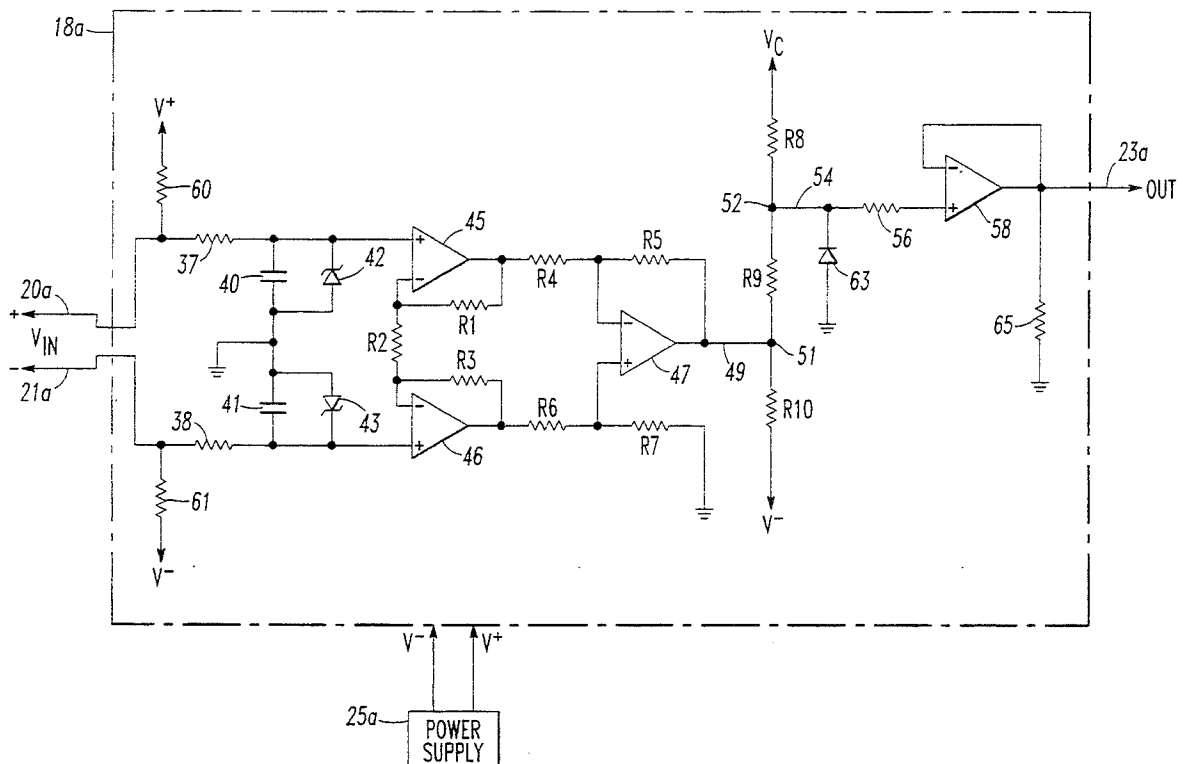 18a
V+
60
37
40
42
45
20a
+
VIN
-
21a
R1
R2
R3
41
43
38
61
V-
46
R4
R5
R6
R7
47
49
VC
R8
52
54
56
63
R9
51
R10
V-
58
23a
OUT
65
+
-
-
+
-
+
-
+
V-
V+
25a
POWER
SUPPLY